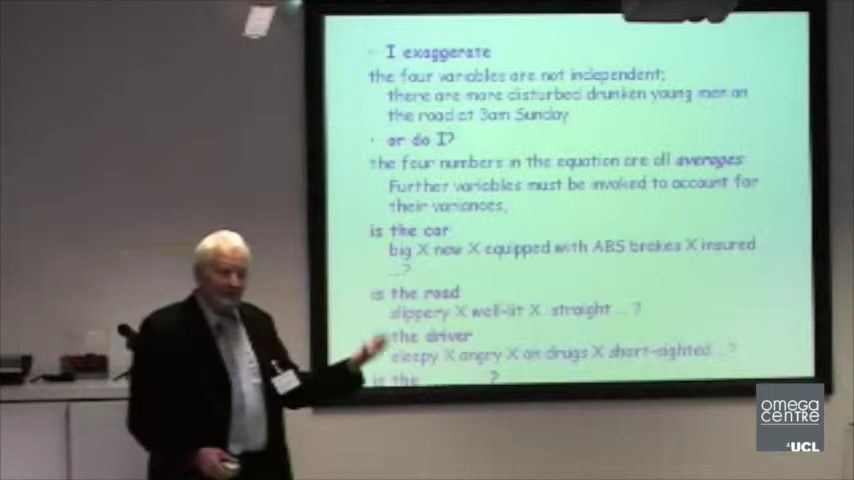 · I exaggerate
the four variables are not independent;
there are more disturbed drunken young men on
the road at 3am Sunday
· or do I?
the four numbers in the equation are all averages
Further variables must be invoked to account for
their variances.
is the car
big X new X equipped with ABS brakes X insured
...?
is the road
slippery X well-lit X straight... ?
the driver
sleepy X angry X on drugs X short-sighted ...?
is the ?
omega
centre
UCL